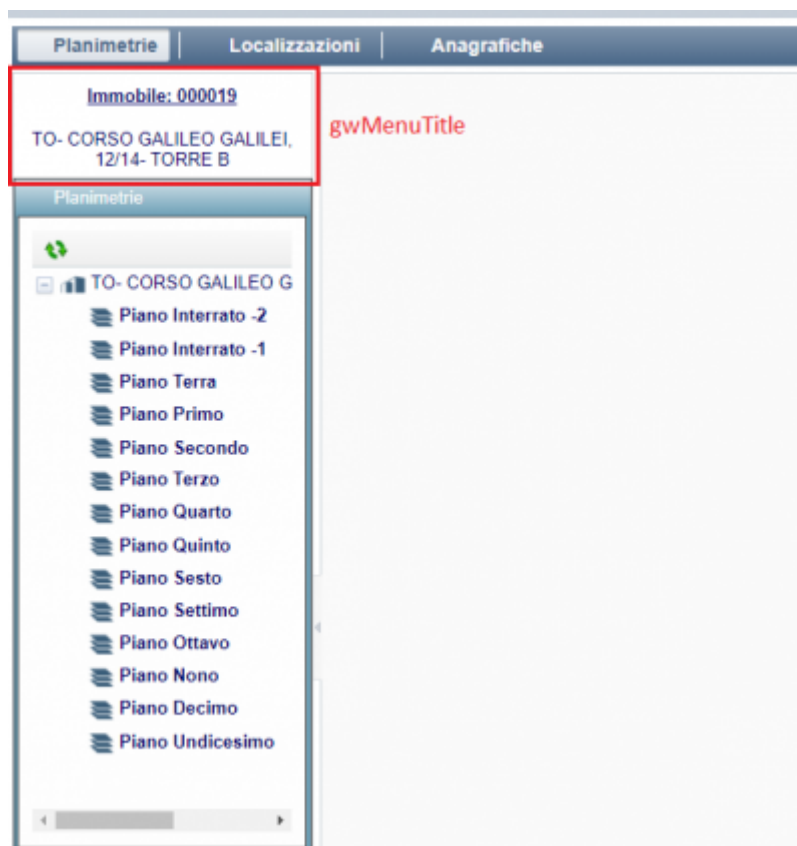 Planimetrie Localizzazioni Anagrafiche
Immobile: 000019
TO- CORSO GALILEO GALILEI,
12/14- TORRE B
gwMenuTitle
Planimetrie
TO- CORSO GALILEO G
Piano Interrato -2
Piano Interrato -1
Piano Terra
Piano Primo
Piano Secondo
Piano Terzo
Piano Quarto
Piano Quinto
Piano Sesto
Piano Settimo
Piano Ottavo
Piano Nono
Piano Decimo
Piano Undicesimo